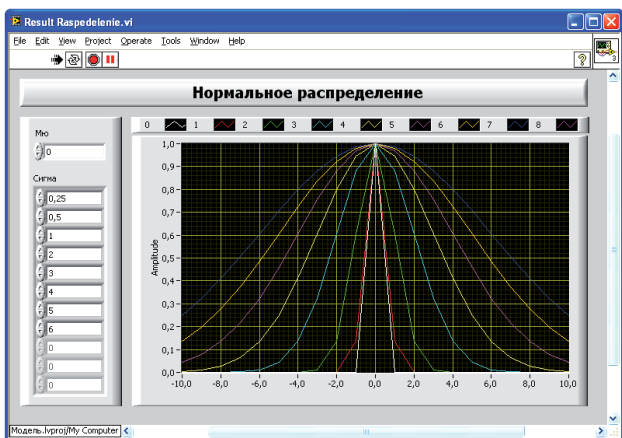 Result Raspedelenie.vi
File Edit View Project Operate Tools Window Help
3
Нормальное распределение
Мю
0
Сигма
0,25
0,5
1
2
3
4
5
6
0
0
0
0 1 2 3 4 5 6 7 8
Amplitude
1,0
0,9
0,8
0,7
0,6
0,5
0,4
0,3
0,2
0,1
0,0
-10,0 -8,0 -6,0 -4,0 -2,0 0,0 2,0 4,0 6,0 8,0 10,0
Модель.lvproj/My Computer